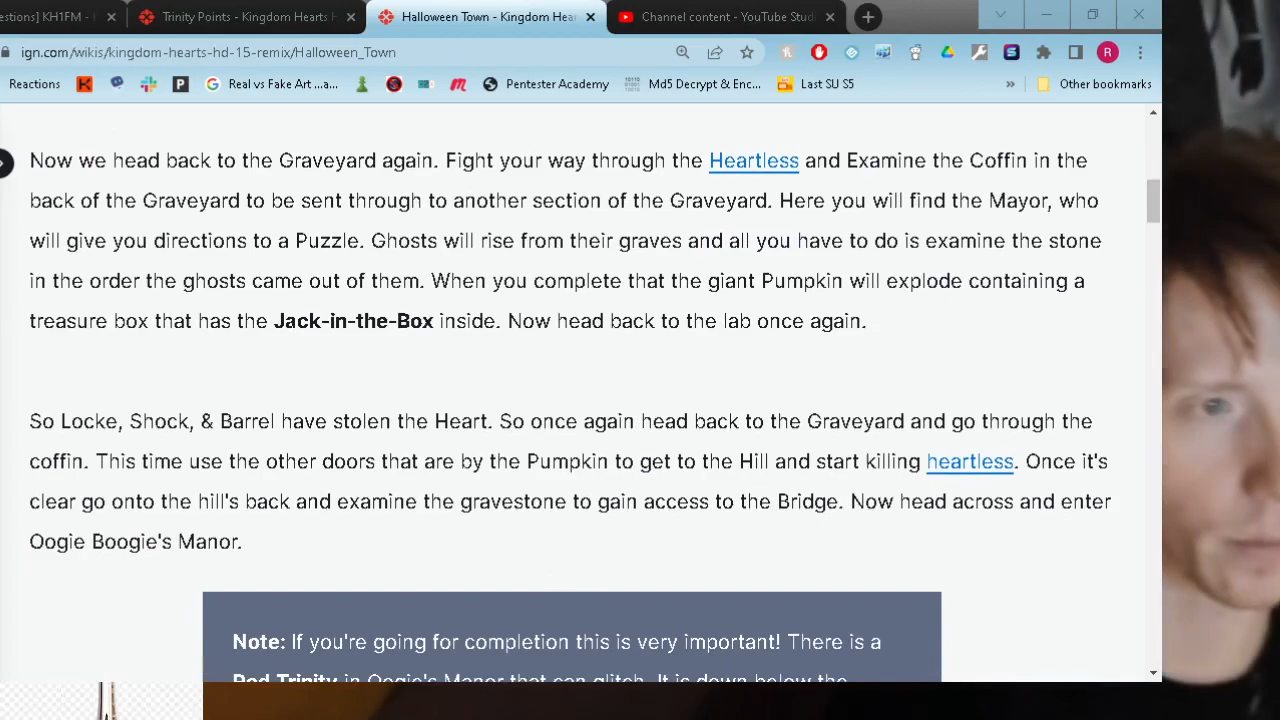 estions] KH1FM - Trinity Points - Kingdom Hearts H Halloween Town - Kingdom Hea Channel content - YouTube Studi
ign.com/wikis/kingdom-hearts-hd-15-remix/Halloween_Town
Reactions Real vs Fake Art ...a... Pentester Academy Md5 Decrypt & Enc... Last SU S5 » Other bookmarks
Now we head back to the Graveyard again. Fight your way through the Heartless and Examine the Coffin in the
back of the Graveyard to be sent through to another section of the Graveyard. Here you will find the Mayor, who
will give you directions to a Puzzle. Ghosts will rise from their graves and all you have to do is examine the stone
in the order the ghosts came out of them. When you complete that the giant Pumpkin will explode containing a
treasure box that has the Jack-in-the-Box inside. Now head back to the lab once again.
So Locke, Shock, & Barrel have stolen the Heart. So once again head back to the Graveyard and go through the
coffin. This time use the other doors that are by the Pumpkin to get to the Hill and start killing heartless. Once it's
clear go onto the hill's back and examine the gravestone to gain access to the Bridge. Now head across and enter
Oogie Boogie's Manor.
Note: If you're going for completion this is very important! There is a
Red Trinity in Oogie's Manor that can glitch. It is down below the